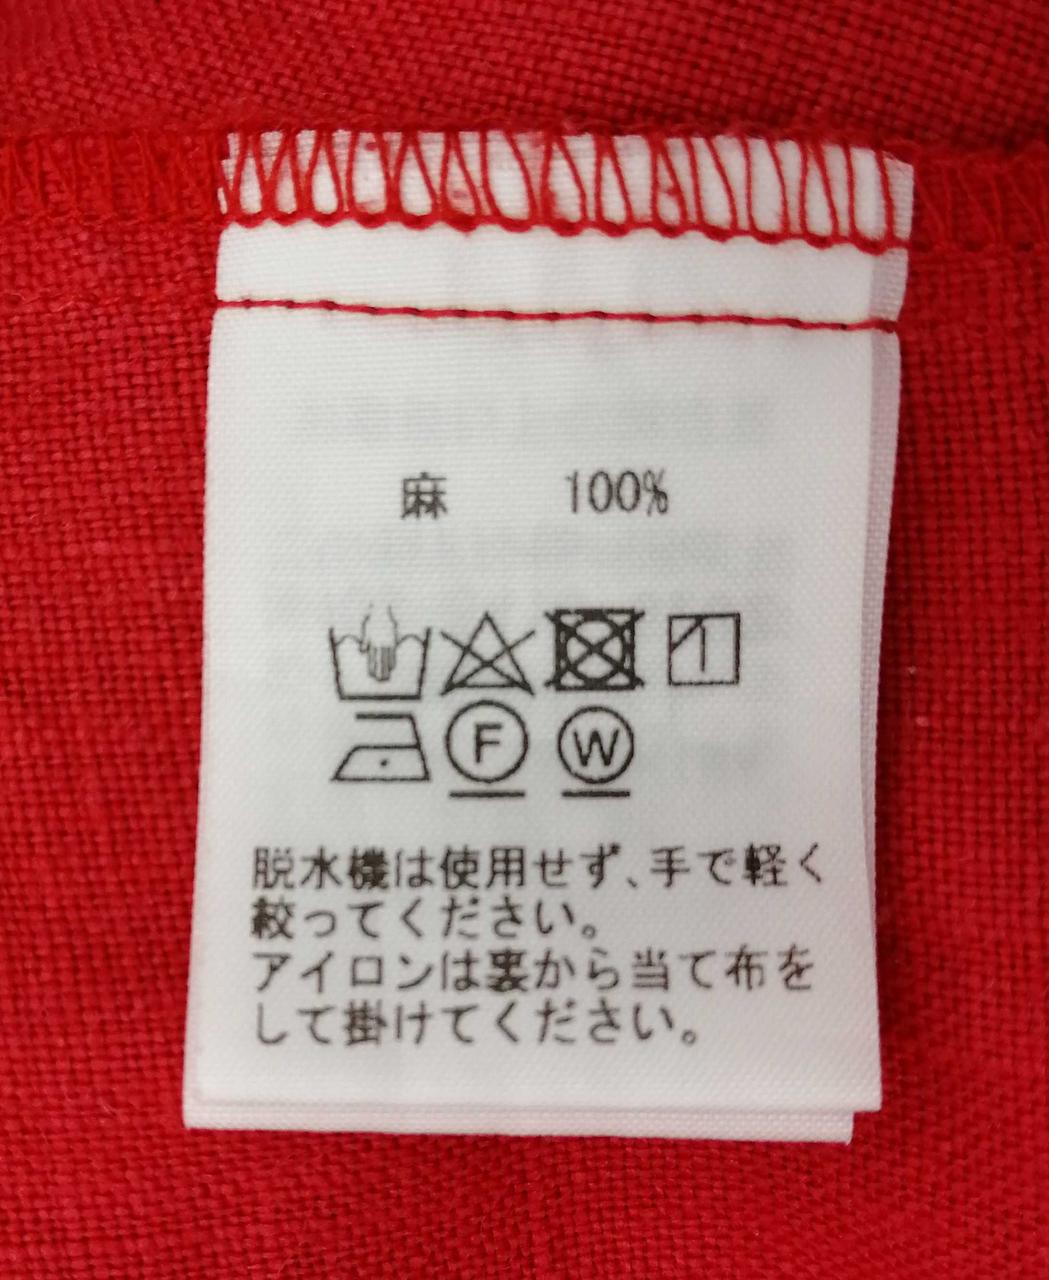 麻 100%
F W
脱水機は使用せず、手で軽く
絞ってください。
アイロンは裏から当て布を
して掛けてください。